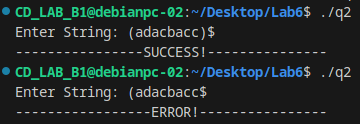 CD_LAB_B1@debianpc-02:~/Desktop/Lab6$ ./q2
Enter String: (adacbacc)$
----------------SUCCESS!---------------
CD_LAB_B1@debianpc-02:~/Desktop/Lab6$ ./q2
Enter String: (adacbacc$
-----------------ERROR!----------------